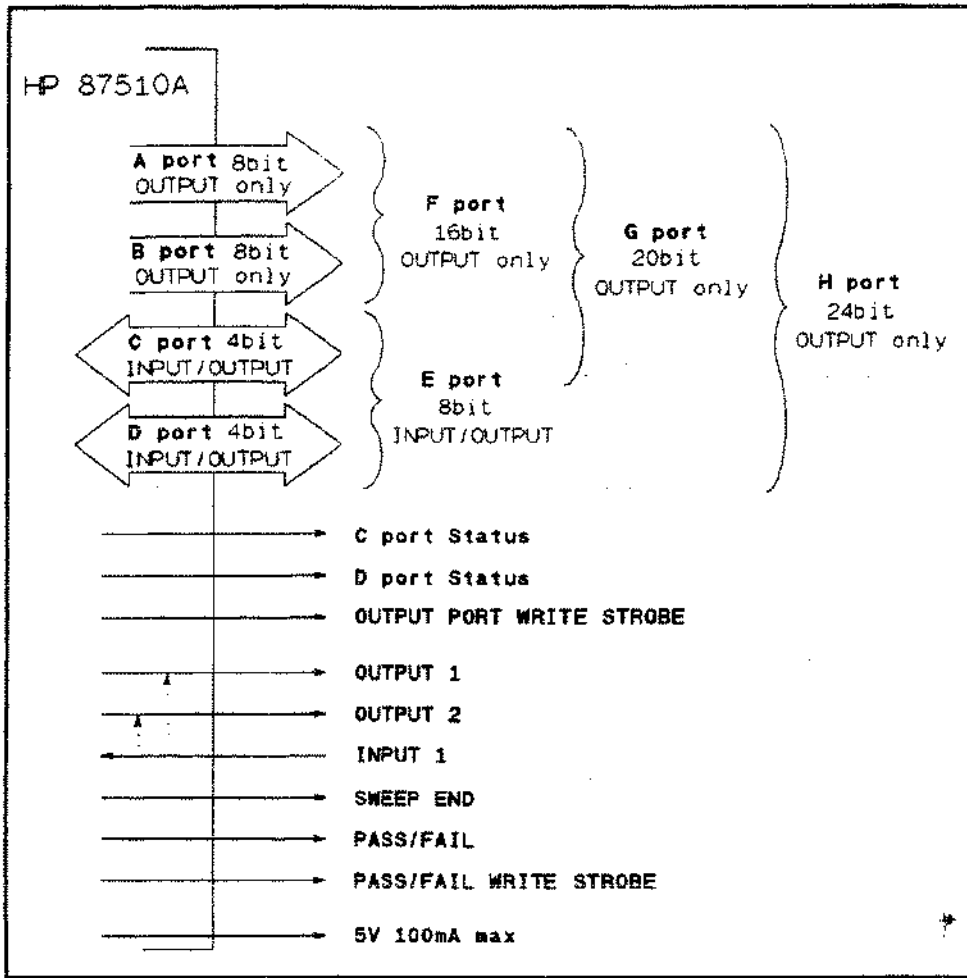 HP 87510A
A port 8bit
OUTPUT only
B port 8bit
OUTPUT only
C port 4bit
INPUT/OUTPUT
D port 4bit
INPUT/OUTPUT
F port
16bit
OUTPUT only
E port
8bit
INPUT/OUTPUT
G port
20bit
OUTPUT only
H port
24bit
OUTPUT only
C port Status
D port Status
OUTPUT PORT WRITE STROBE
OUTPUT 1
OUTPUT 2
INPUT 1
SWEEP END
PASS/FAIL
PASS/FAIL WRITE STROBE
5V 100mA max